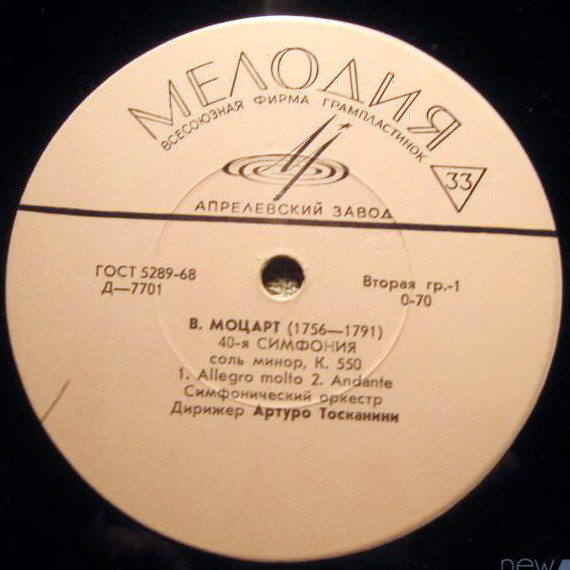 МЕЛОДИЯ
ВСЕСОЮЗНАЯ ФИРМА ГРАМПЛАСТИНОК
33
АПРЕЛЕВСКИЙ ЗАВОД
ГОСТ 5289-68
Д—7701
Вторая гр.-1
0-70
В. МОЦАРТ (1756—1791)
40-я СИМФОНИЯ
соль минор, К. 550
1. Allegro molto 2. Andante
Симфонический оркестр
Дирижер Артуро Тосканини
new